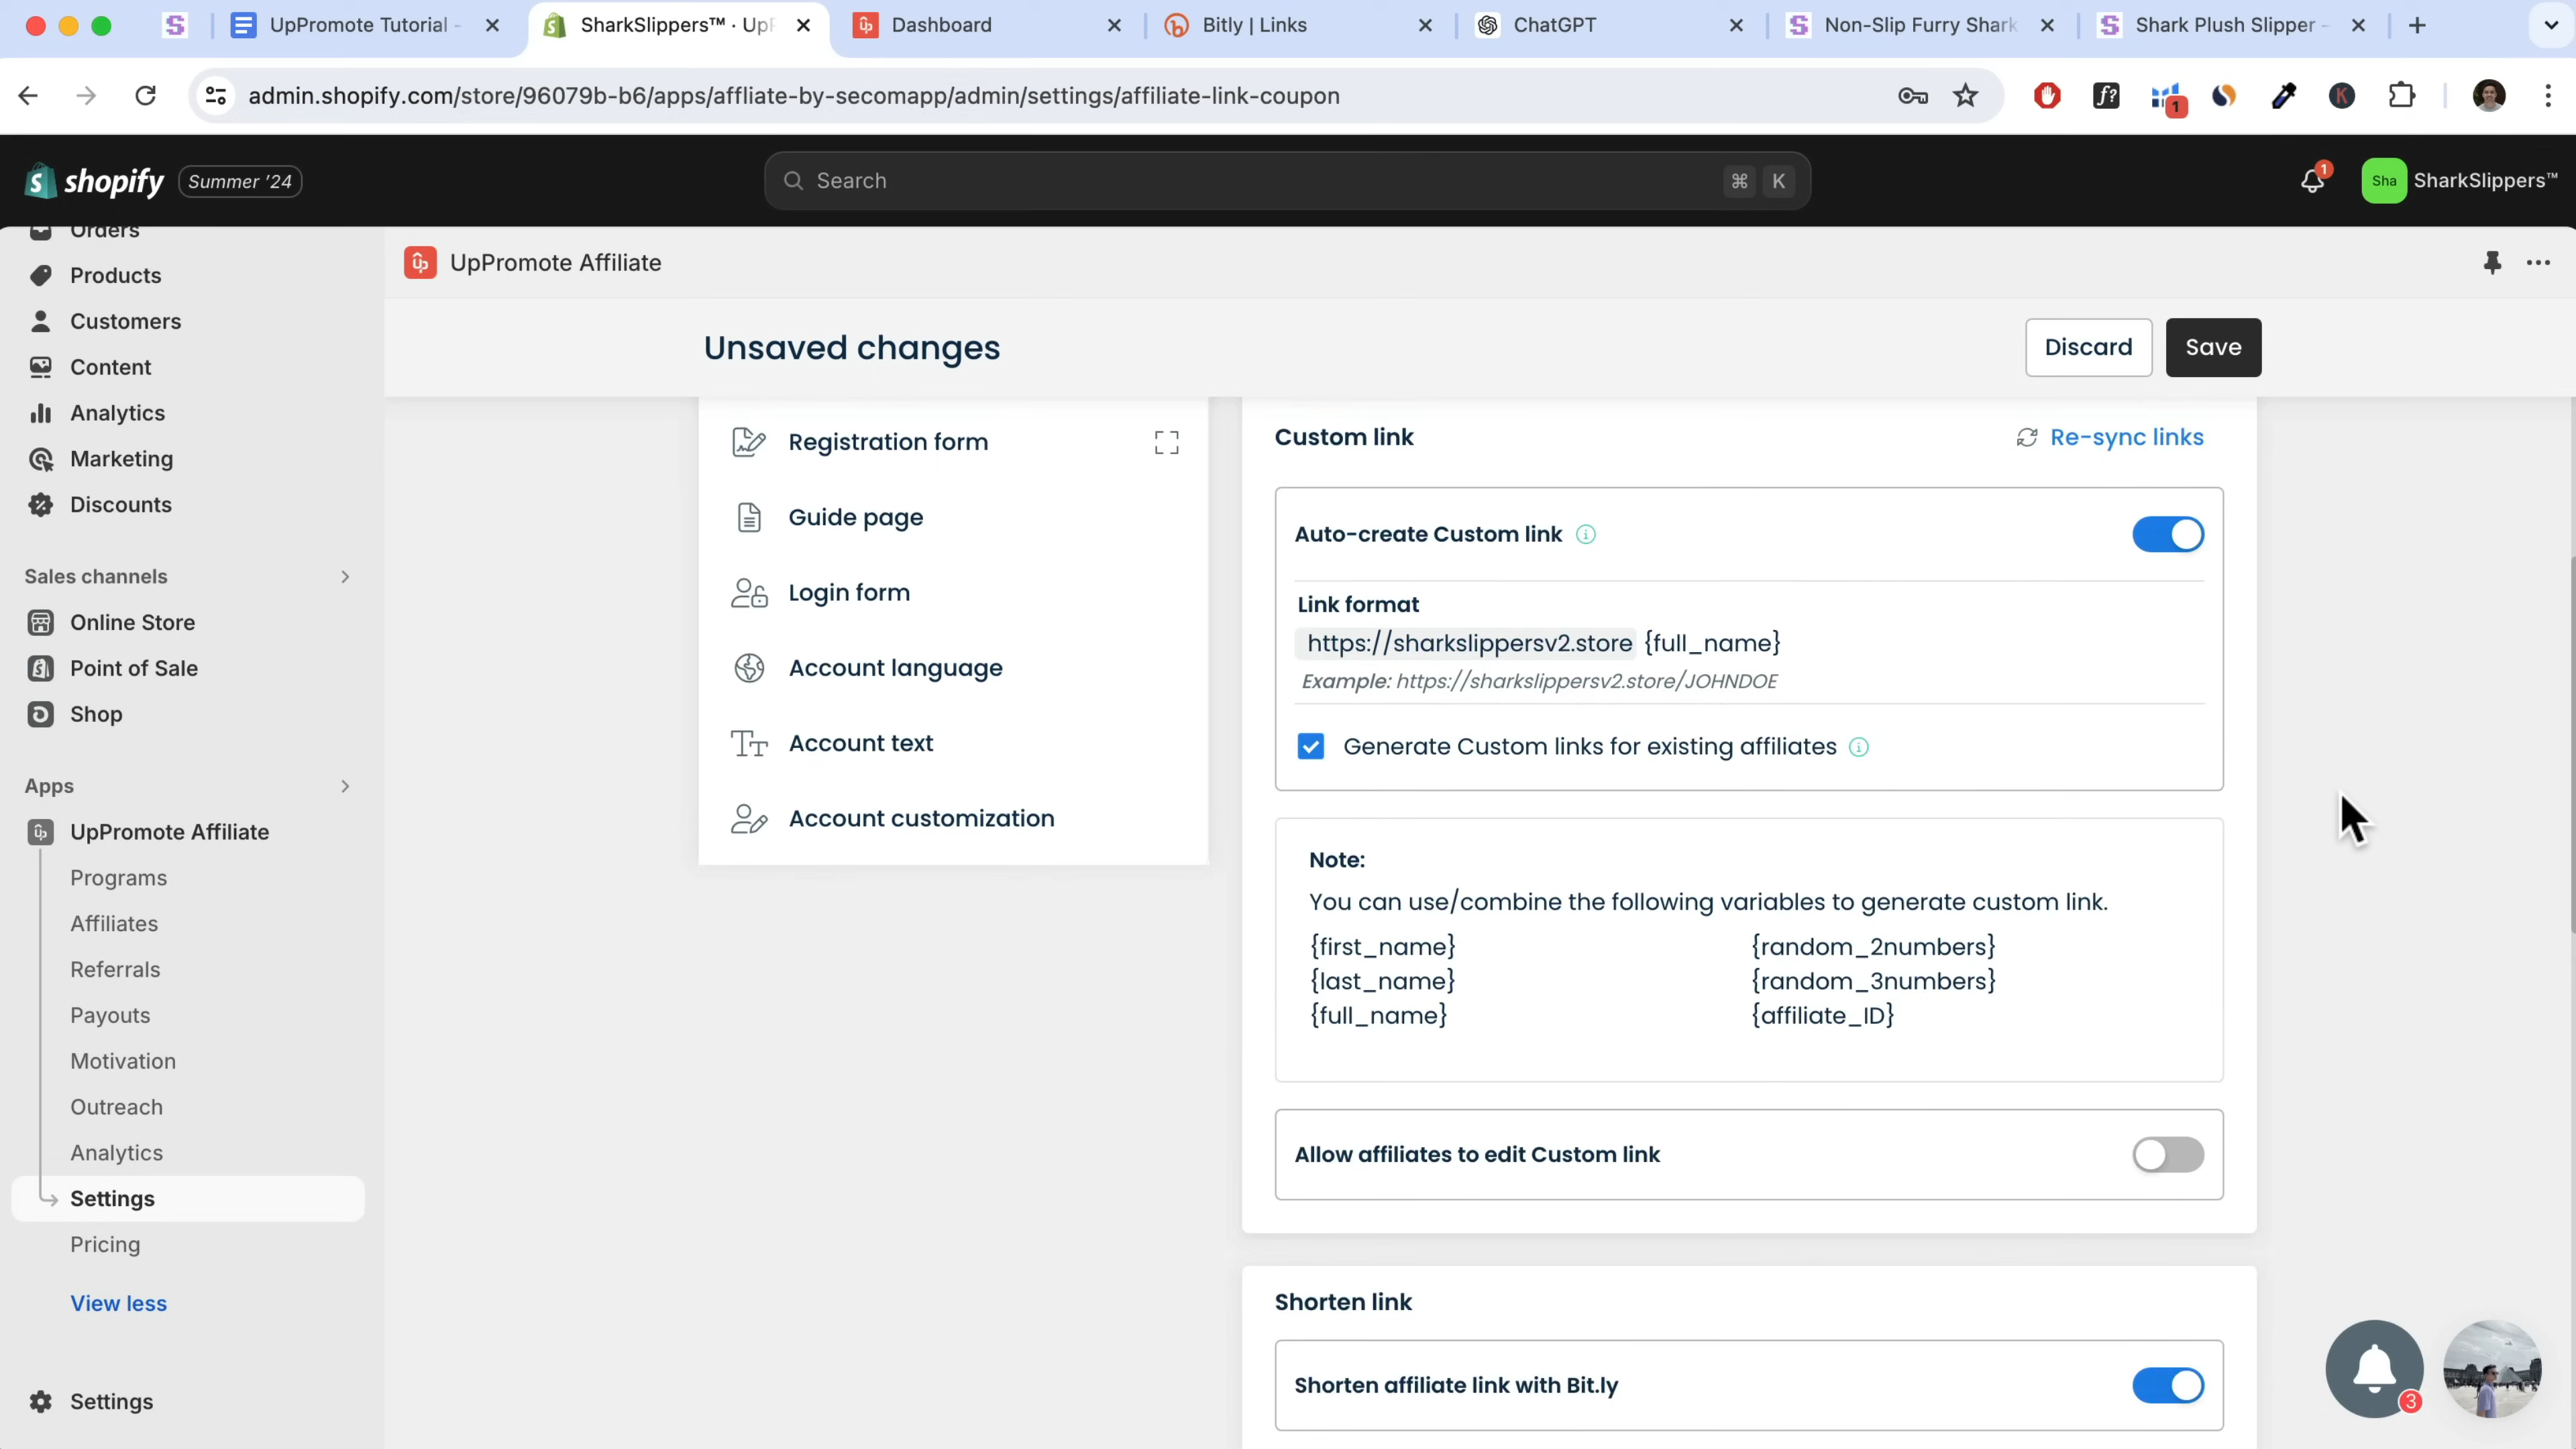 UpPromote Tutorial -
SharkSlippers™ · UpP
Dashboard
Bitly | Links
ChatGPT
Non-Slip Furry Shark
Shark Plush Slipper -
admin.shopify.com/store/96079b-b6/apps/affliate-by-secomapp/admin/settings/affiliate-link-coupon
f?
1
K
shopify
Summer '24
Search
⌘ K
1
Sha
SharkSlippers™
Orders
Products
Customers
Content
Analytics
Marketing
Discounts
Sales channels
Online Store
Point of Sale
Shop
Apps
UpPromote Affiliate
Programs
Affiliates
Referrals
Payouts
Motivation
Outreach
Analytics
Settings
Pricing
View less
Settings
UpPromote Affiliate
Unsaved changes
Discard
Save
Registration form
Guide page
Login form
Account language
Account text
Account customization
Custom link
Re-sync links
Auto-create Custom link
Link format
https://sharkslippersv2.store {full_name}
Example: https://sharkslippersv2.store/JOHNDOE
Generate Custom links for existing affiliates
Note:
You can use/combine the following variables to generate custom link.
{first_name} {random_2numbers}
{last_name} {random_3numbers}
{full_name} {affiliate_ID}
Allow affiliates to edit Custom link
Shorten link
Shorten affiliate link with Bit.ly
3